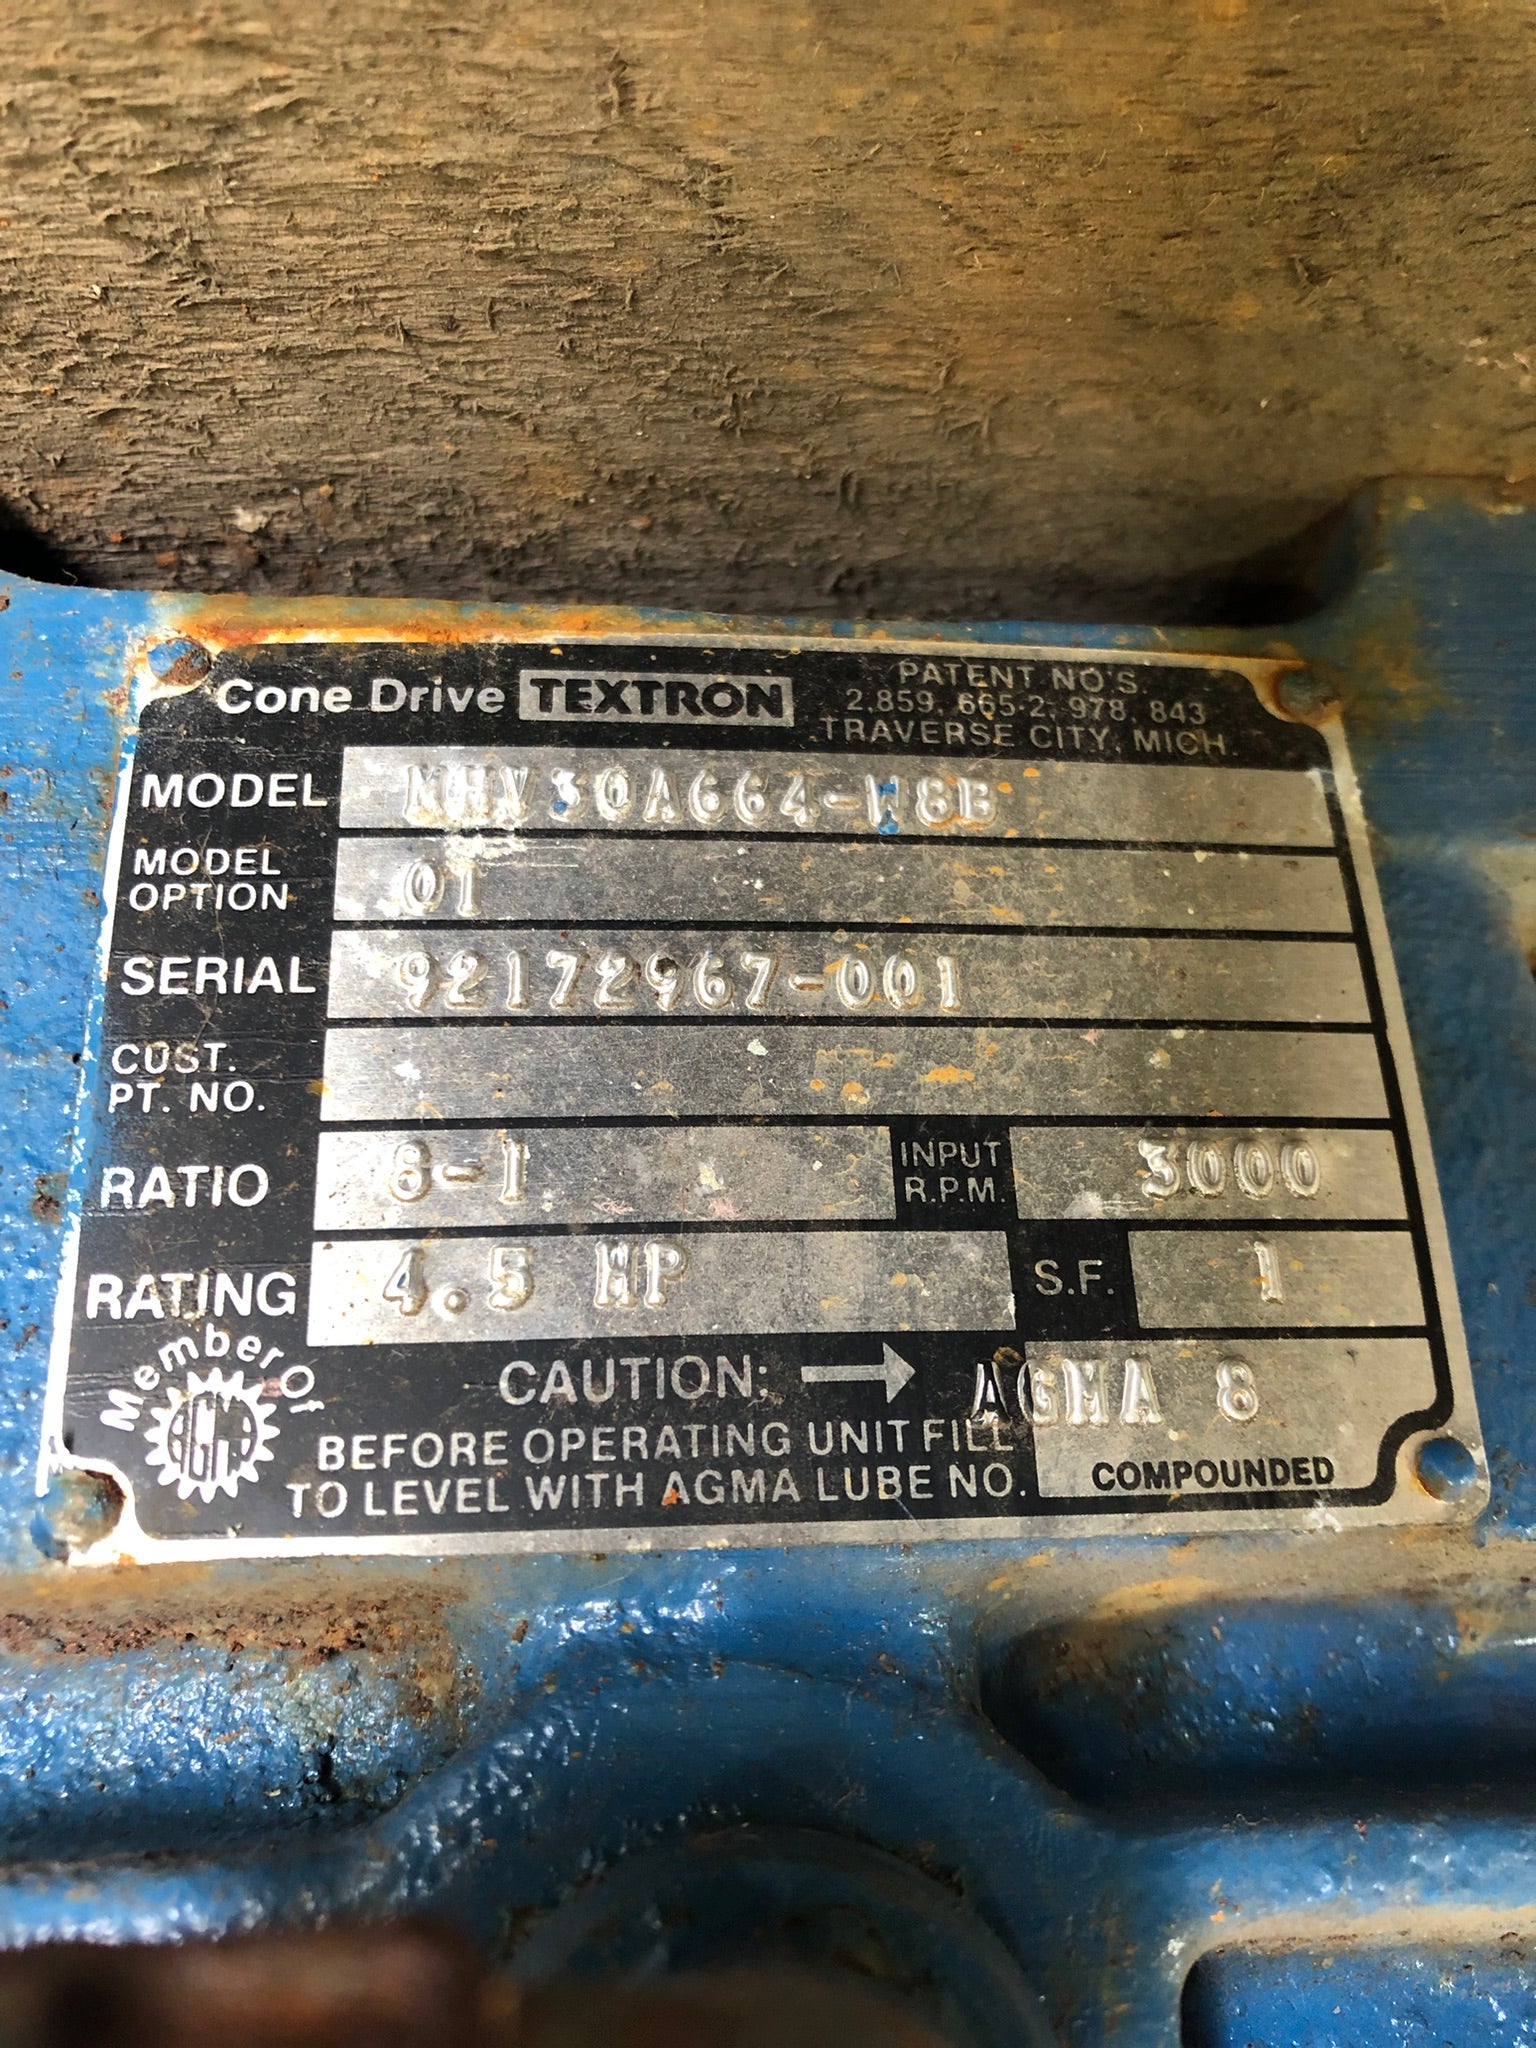 Cone Drive TEXTRON
PATENT NO'S.
2,859, 665-2, 978, 843
TRAVERSE CITY, MICH.
MODEL MHV30A664-W8B
MODEL OPTION 01
SERIAL 92172967-001
CUST. PT. NO.
RATIO INPUT R.P.M. 3000
RATING 4.5 HP S.F. 1
Member Of
AGMA
CAUTION: → AGMA 8
BEFORE OPERATING UNIT FILL
TO LEVEL WITH AGMA LUBE NO. COMPOUNDED